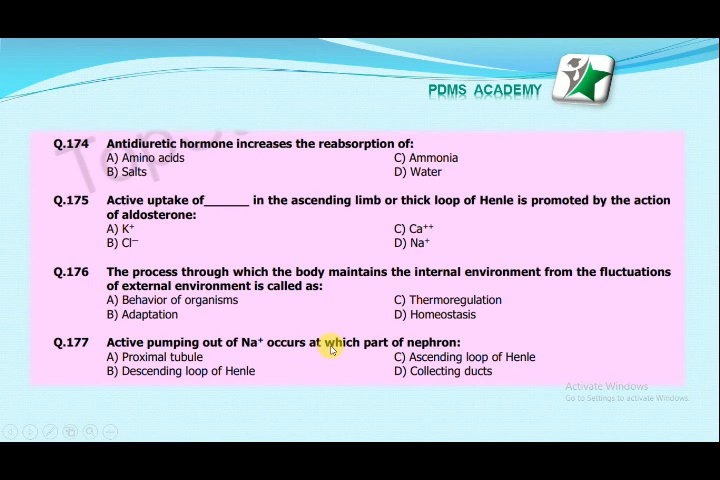 PDMS ACADEMY
Q.174 Antidiuretic hormone increases the reabsorption of:
A) Amino acids C) Ammonia
B) Salts D) Water
Q.175 Active uptake of______ in the ascending limb or thick loop of Henle is promoted by the action
of aldosterone:
A) K⁺ C) Ca⁺⁺
B) Cl⁻ D) Na⁺
Q.176 The process through which the body maintains the internal environment from the fluctuations
of external environment is called as:
A) Behavior of organisms C) Thermoregulation
B) Adaptation D) Homeostasis
Q.177 Active pumping out of Na⁺ occurs at which part of nephron:
A) Proximal tubule C) Ascending loop of Henle
B) Descending loop of Henle D) Collecting ducts
Activate Windows
Go to Settings to activate Windows.